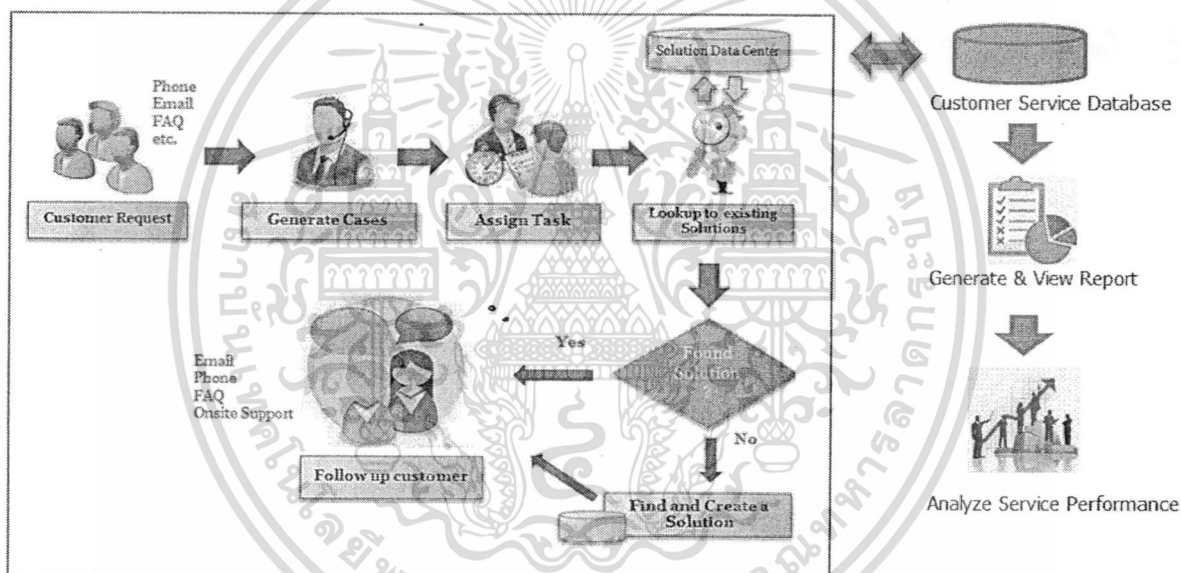 Phone
Email
FAQ
etc.
Customer Request
Generate Cases
Assign Task
Solution Data Center
Lookup to existing
Solutions
Found
Solution
Yes
No
Find and Create a
Solution
Email
Phone
FAQ
Onsite Support
Follow up customer
Customer Service Database
Generate & View Report
Analyze Service Performance